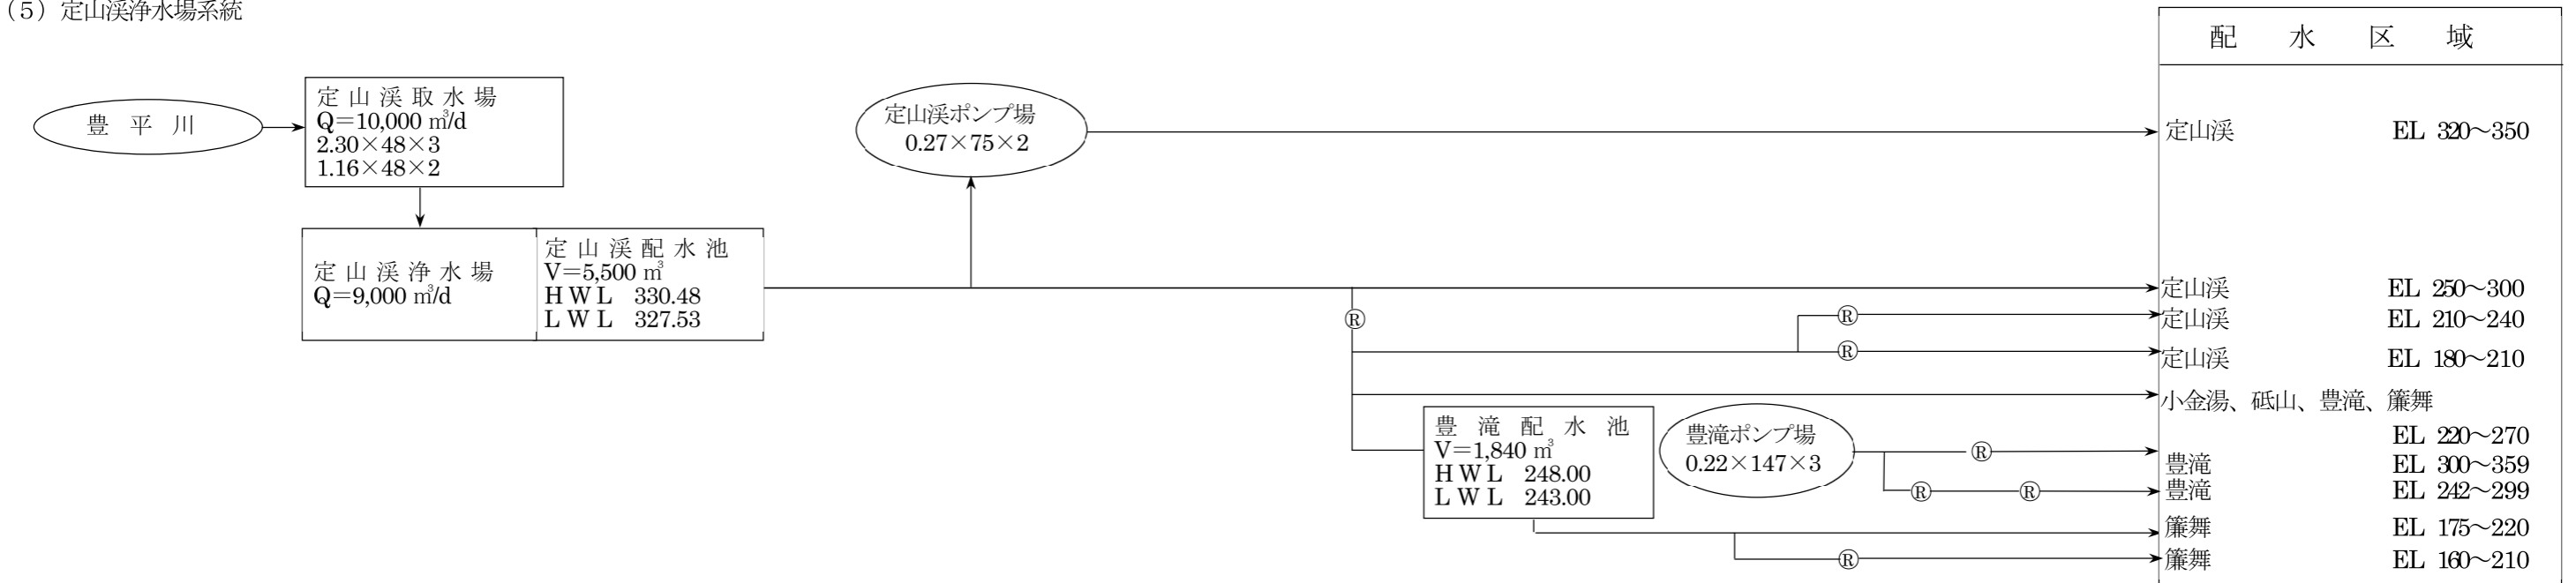 （5）定山渓浄水場系統
配水区域
豊平川
定山渓取水場
Q=10,000 ㎥/d
2.30×48×3
1.16×48×2
定山渓ポンプ場
0.27×75×2
定山渓 EL 320～350
定山渓浄水場
Q=9,000 ㎥/d
定山渓配水池
V=5,500 ㎥
HWL 330.48
LWL 327.53
定山渓 EL 250～300
Ⓡ
Ⓡ
定山渓 EL 210～240
Ⓡ
定山渓 EL 180～210
小金湯、砥山、豊滝、簾舞
EL 220～270
豊滝配水池
V=1,840 ㎥
HWL 248.00
LWL 243.00
豊滝ポンプ場
0.22×147×3
Ⓡ
豊滝 EL 300～359
Ⓡ Ⓡ
豊滝 EL 242～299
簾舞 EL 175～220
Ⓡ
簾舞 EL 160～210